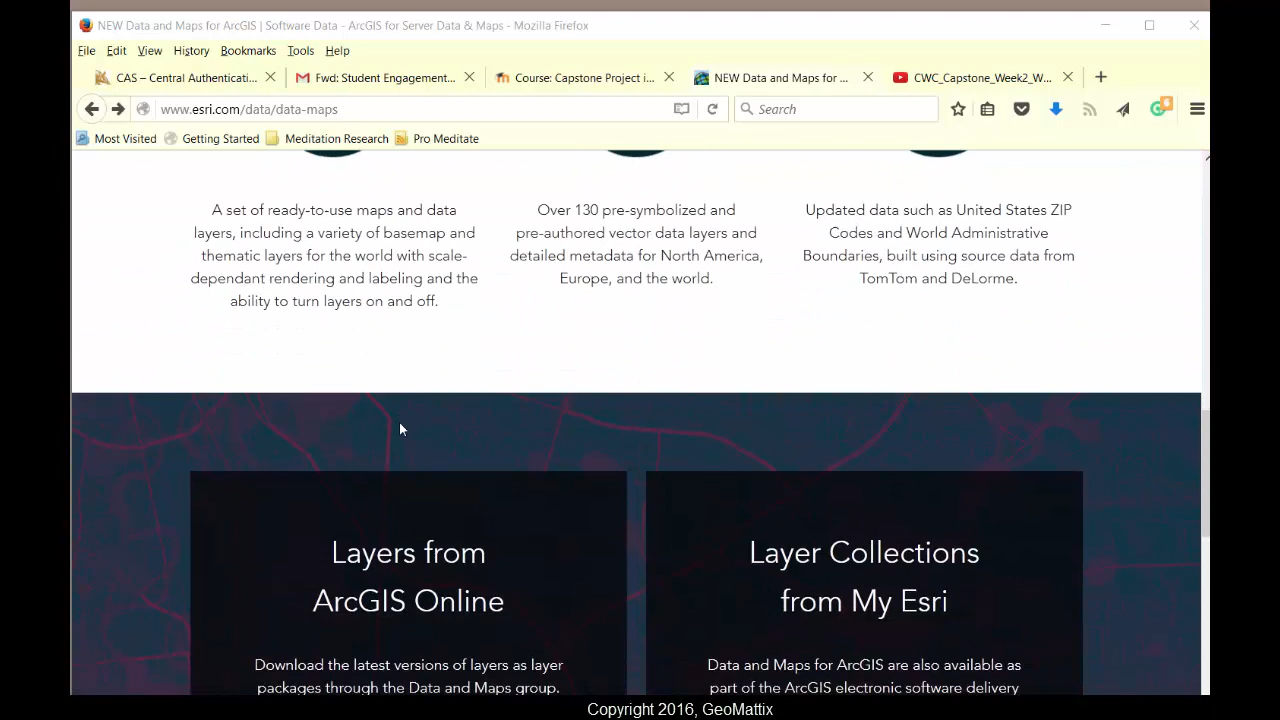 NEW Data and Maps for ArcGIS | Software Data - ArcGIS for Server Data & Maps - Mozilla Firefox
File Edit View History Bookmarks Tools Help
CAS – Central Authenticati... Fwd: Student Engagement... Course: Capstone Project i... NEW Data and Maps for ... CWC_Capstone_Week2_W...
www.esri.com/data/data-maps Search
Most Visited Getting Started Meditation Research Pro Meditate
A set of ready-to-use maps and data
layers, including a variety of basemap and
thematic layers for the world with scale-
dependant rendering and labeling and the
ability to turn layers on and off.
Over 130 pre-symbolized and
pre-authored vector data layers and
detailed metadata for North America,
Europe, and the world.
Updated data such as United States ZIP
Codes and World Administrative
Boundaries, built using source data from
TomTom and DeLorme.
Layers from
ArcGIS Online
Download the latest versions of layers as layer
packages through the Data and Maps group.
Layer Collections
from My Esri
Data and Maps for ArcGIS are also available as
part of the ArcGIS electronic software delivery
Copyright 2016, GeoMattix